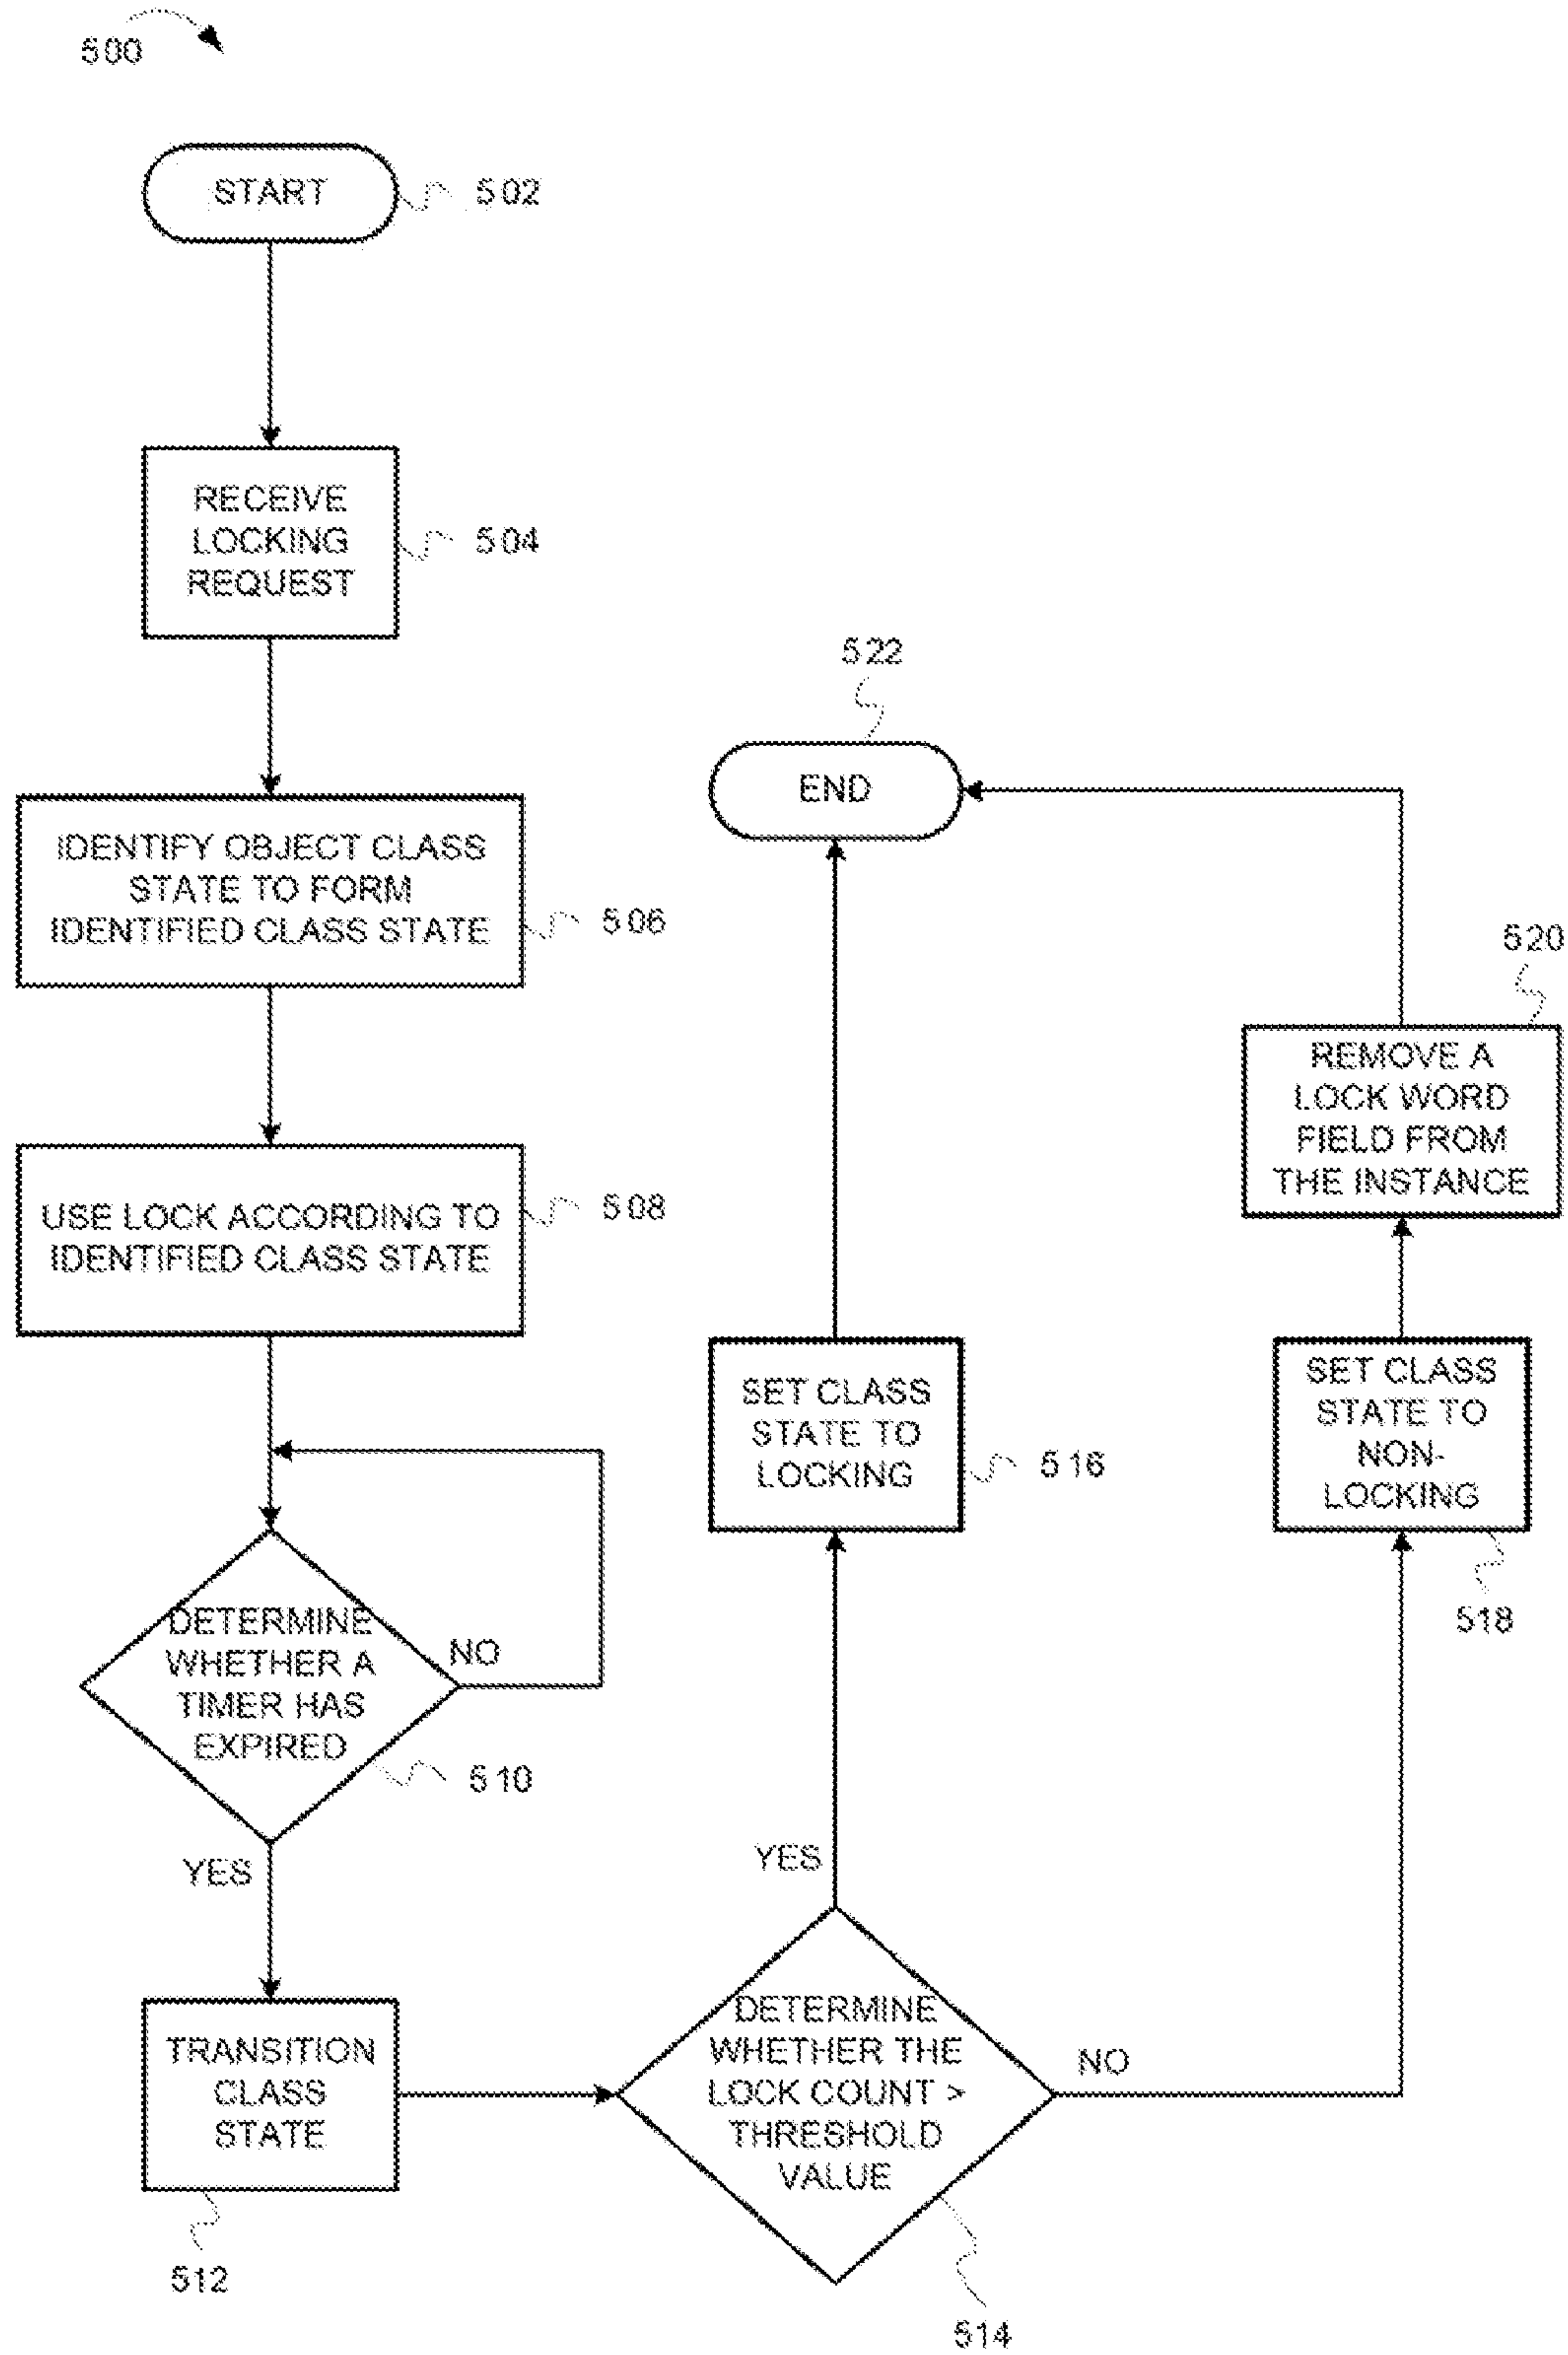 500
START
502
RECEIVE
LOCKING
REQUEST
504
IDENTIFY OBJECT CLASS
STATE TO FORM
IDENTIFIED CLASS STATE
506
USE LOCK ACCORDING TO
IDENTIFIED CLASS STATE
508
DETERMINE
WHETHER A
TIMER HAS
EXPIRED
NO
510
YES
TRANSITION
CLASS
STATE
512
DETERMINE
WHETHER THE
LOCK COUNT >
THRESHOLD
VALUE
514
YES
NO
SET CLASS
STATE TO
LOCKING
516
SET CLASS
STATE TO
NON-
LOCKING
518
REMOVE A
LOCK WORD
FIELD FROM
THE INSTANCE
520
END
522